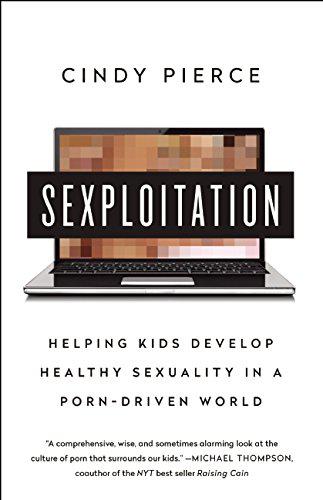 CINDY PIERCE
SEXPLOITATION
HELPING KIDS DEVELOP
HEALTHY SEXUALITY IN A
PORN-DRIVEN WORLD
"A comprehensive, wise, and sometimes alarming look at the
culture of porn that surrounds our kids."—MICHAEL THOMPSON,
coauthor of the NYT best seller Raising Cain